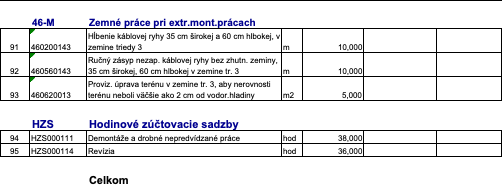 46-M Zemné práce pri extr.mont.prácach
91 460200143 Hĺbenie káblovej ryhy 35 cm širokej a 60 cm hlbokej, v zemine triedy 3 m 10,000
92 460560143 Ručný zásyp nezap. káblovej ryhy bez zhutn. zeminy, 35 cm širokej, 60 cm hlbokej v zemine tr. 3 m 10,000
93 460620013 Proviz. úprava terénu v zemine tr. 3, aby nerovnosti terénu neboli väčšie ako 2 cm od vodor.hladiny m2 5,000
HZS Hodinové zúčtovacie sadzby
94 HZS000111 Demontáže a drobné nepredvídzané práce hod 38,000
95 HZS000114 Revízia hod 36,000
Celkom